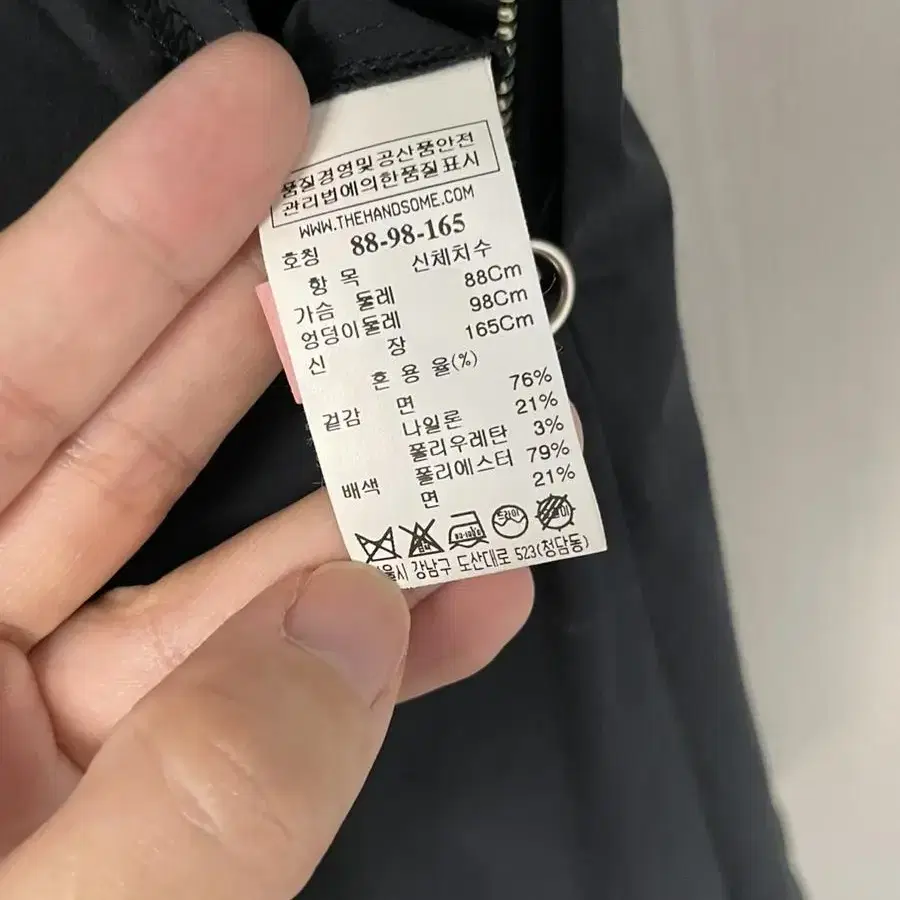 품질경영및공산품안전
관리법에의한품질표시
WWW.THEHANDSOME.COM
호칭 88-98-165
항 목 신체치수
가슴 둘레 88Cm
엉덩이둘레 98Cm
신 장 165Cm
혼 용 율(%)
겉감 면 76%
나일론 21%
폴리우레탄 3%
배색 폴리에스터 79%
면 21%
드라이
강남구 도산대로 523(청담동)